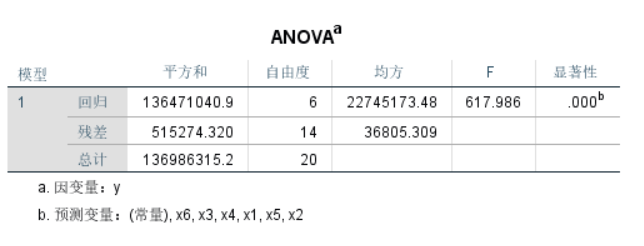 ANOVAa
模型 平方和 自由度 均方 F 显著性
1 回归 136471040.9 6 22745173.48 617.986 .000b
残差 515274.320 14 36805.309
总计 136986315.2 20
a. 因变量：y
b. 预测变量：(常量), x6, x3, x4, x1, x5, x2